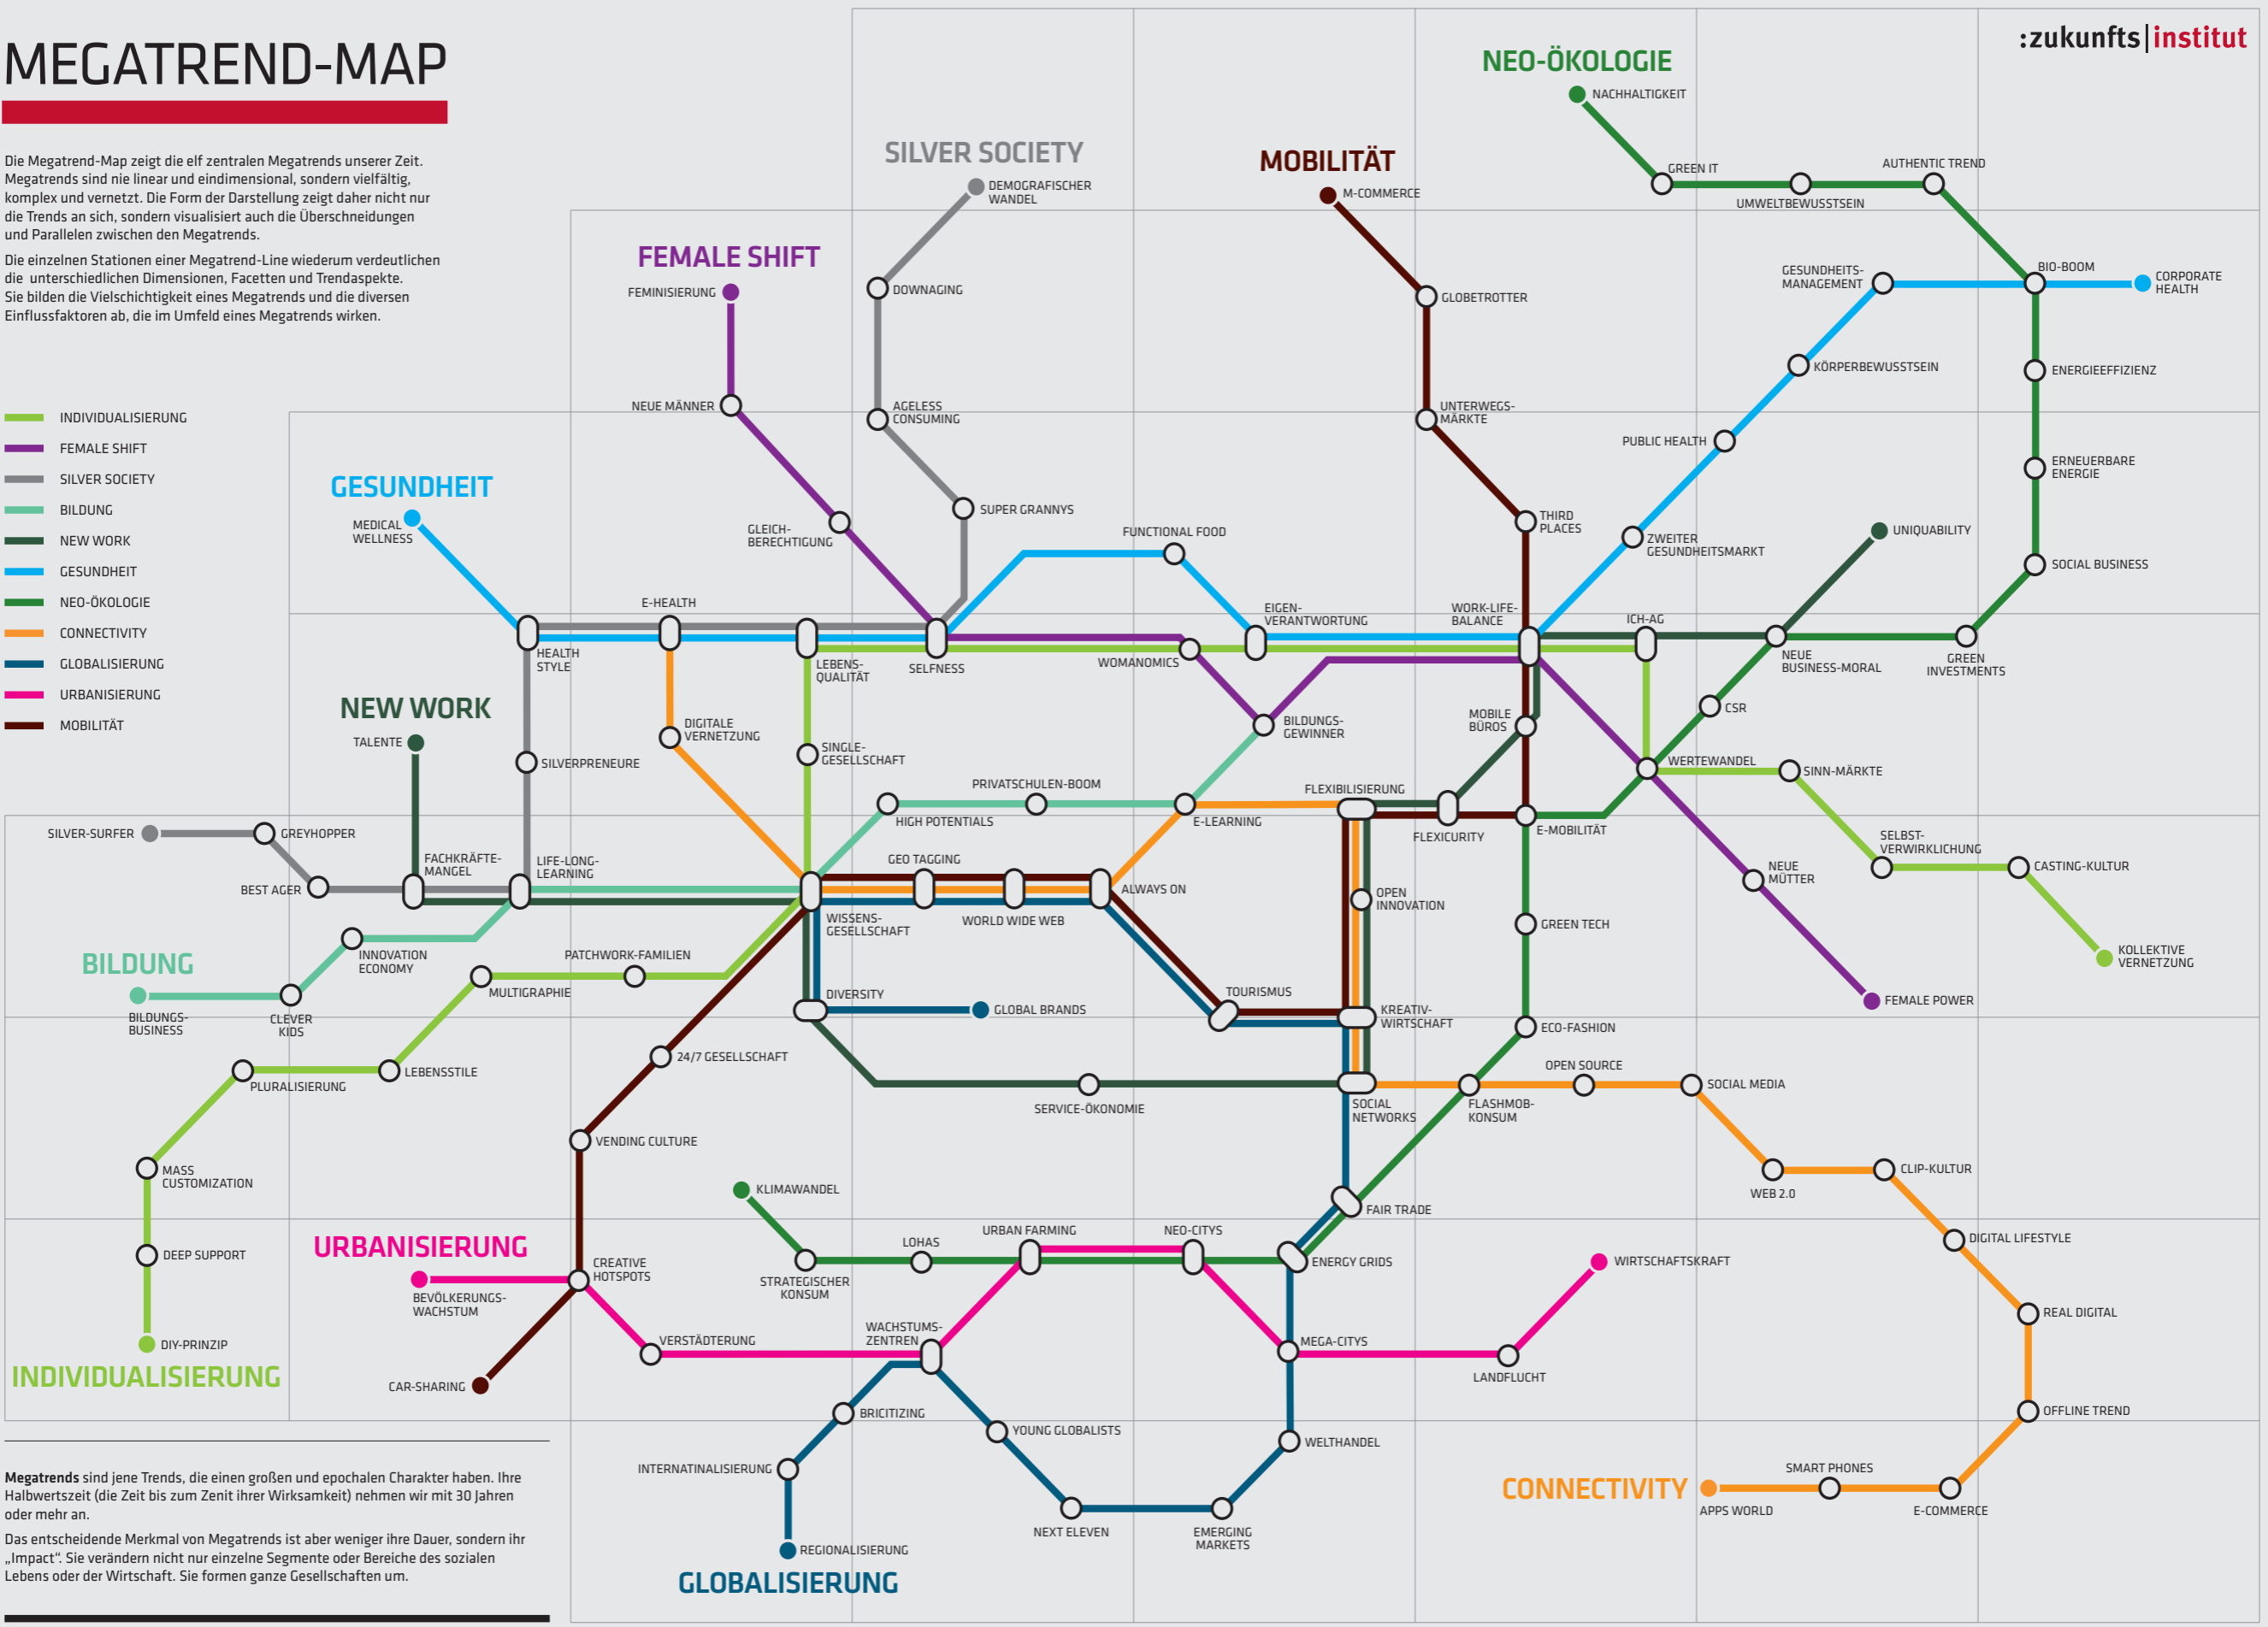 MEGATREND-MAP
:zukunfts|institut
Die Megatrend-Map zeigt die elf zentralen Megatrends unserer Zeit.
Megatrends sind nie linear und eindimensional, sondern vielfältig,
komplex und vernetzt. Die Form der Darstellung zeigt daher nicht nur
die Trends an sich, sondern visualisiert auch die Überschneidungen
und Parallelen zwischen den Megatrends.
Die einzelnen Stationen einer Megatrend-Line wiederum verdeutlichen
die unterschiedlichen Dimensionen, Facetten und Trendaspekte.
Sie bilden die Vielschichtigkeit eines Megatrends und die diversen
Einflussfaktoren ab, die im Umfeld eines Megatrends wirken.
INDIVIDUALISIERUNG
FEMALE SHIFT
SILVER SOCIETY
BILDUNG
NEW WORK
GESUNDHEIT
NEO-ÖKOLOGIE
CONNECTIVITY
GLOBALISIERUNG
URBANISIERUNG
MOBILITÄT
NEO-ÖKOLOGIE
NACHHALTIGKEIT
GREEN IT
UMWELTBEWUSSTSEIN
AUTHENTIC TREND
BIO-BOOM
CORPORATE
HEALTH
GESUNDHEITS-
MANAGEMENT
KÖRPERBEWUSSTSEIN
ENERGIEEFFIZIENZ
PUBLIC HEALTH
ERNEUERBARE
ENERGIE
ZWEITER
GESUNDHEITSMARKT
UNIQUABILITY
SOCIAL BUSINESS
SILVER SOCIETY
DEMOGRAFISCHER
WANDEL
DOWNAGING
AGELESS
CONSUMING
SUPER GRANNYS
MOBILITÄT
M-COMMERCE
GLOBETROTTER
UNTERWEGS-
MÄRKTE
THIRD
PLACES
FEMALE SHIFT
FEMINISIERUNG
NEUE MÄNNER
GLEICH-
BERECHTIGUNG
FUNCTIONAL FOOD
GESUNDHEIT
MEDICAL
WELLNESS
E-HEALTH
HEALTH
STYLE
LEBENS-
QUALITÄT
SELFNESS
WOMANOMICS
EIGEN-
VERANTWORTUNG
WORK-LIFE-
BALANCE
ICH-AG
NEUE
BUSINESS-MORAL
GREEN
INVESTMENTS
NEW WORK
TALENTE
DIGITALE
VERNETZUNG
SILVERPRENEURE
SINGLE-
GESELLSCHAFT
BILDUNGS-
GEWINNER
MOBILE
BÜROS
CSR
WERTEWANDEL
SINN-MÄRKTE
PRIVATSCHULEN-BOOM
HIGH POTENTIALS
E-LEARNING
FLEXIBILISIERUNG
FLEXICURITY
E-MOBILITÄT
SELBST-
VERWIRKLICHUNG
CASTING-KULTUR
KOLLEKTIVE
VERNETZUNG
NEUE
MÜTTER
FEMALE POWER
SILVER-SURFER
GREYHOPPER
BEST AGER
FACHKRÄFTE-
MANGEL
LIFE-LONG-
LEARNING
GEO TAGGING
WORLD WIDE WEB
ALWAYS ON
WISSENS-
GESELLSCHAFT
OPEN
INNOVATION
GREEN TECH
BILDUNG
BILDUNGS-
BUSINESS
CLEVER
KIDS
INNOVATION
ECONOMY
MULTIGRAPHIE
PATCHWORK-FAMILIEN
DIVERSITY
GLOBAL BRANDS
TOURISMUS
KREATIV-
WIRTSCHAFT
ECO-FASHION
PLURALISIERUNG
LEBENSSTILE
24/7 GESELLSCHAFT
SERVICE-ÖKONOMIE
SOCIAL
NETWORKS
FLASHMOB-
KONSUM
OPEN SOURCE
SOCIAL MEDIA
MASS
CUSTOMIZATION
VENDING CULTURE
WEB 2.0
CLIP-KULTUR
DEEP SUPPORT
DIY-PRINZIP
INDIVIDUALISIERUNG
KLIMAWANDEL
STRATEGISCHER
KONSUM
LOHAS
URBAN FARMING
NEO-CITYS
FAIR TRADE
ENERGY GRIDS
DIGITAL LIFESTYLE
URBANISIERUNG
BEVÖLKERUNGS-
WACHSTUM
CREATIVE
HOTSPOTS
VERSTÄDTERUNG
CAR-SHARING
WACHSTUMS-
ZENTREN
MEGA-CITYS
LANDFLUCHT
WIRTSCHAFTSKRAFT
REAL DIGITAL
OFFLINE TREND
BRICITIZING
YOUNG GLOBALISTS
WELTHANDEL
INTERNATINALISIERUNG
NEXT ELEVEN
EMERGING
MARKETS
REGIONALISIERUNG
GLOBALISIERUNG
CONNECTIVITY
APPS WORLD
SMART PHONES
E-COMMERCE
Megatrends sind jene Trends, die einen großen und epochalen Charakter haben. Ihre
Halbwertszeit (die Zeit bis zum Zenit ihrer Wirksamkeit) nehmen wir mit 30 Jahren
oder mehr an.
Das entscheidende Merkmal von Megatrends ist aber weniger ihre Dauer, sondern ihr
„Impact“. Sie verändern nicht nur einzelne Segmente oder Bereiche des sozialen
Lebens oder der Wirtschaft. Sie formen ganze Gesellschaften um.